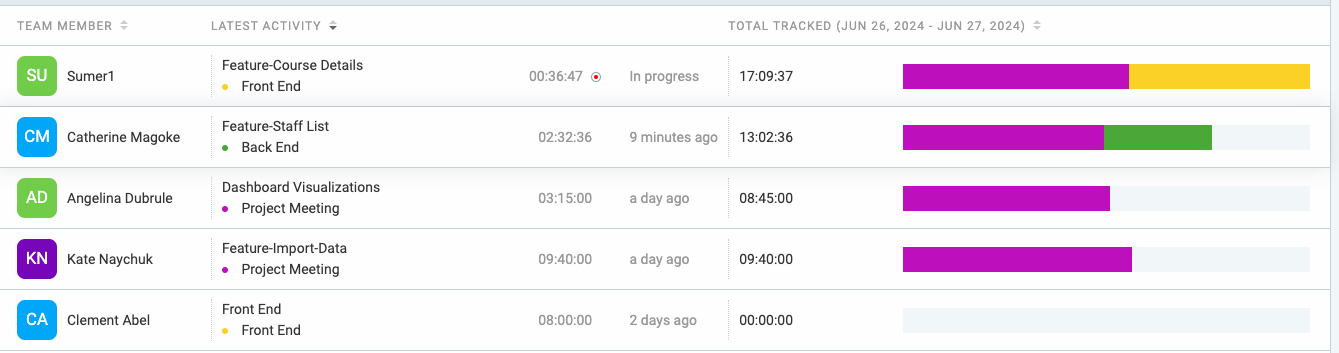 TEAM MEMBER LATEST ACTIVITY TOTAL TRACKED (JUN 26, 2024 - JUN 27, 2024)
SU Sumer1 Feature-Course Details 00:36:47 In progress 17:09:37
Front End
CM Catherine Magoke Feature-Staff List 02:32:36 9 minutes ago 13:02:36
Back End
AD Angelina Dubrule Dashboard Visualizations 03:15:00 a day ago 08:45:00
Project Meeting
KN Kate Naychuk Feature-Import-Data 09:40:00 a day ago 09:40:00
Project Meeting
CA Clement Abel Front End 08:00:00 2 days ago 00:00:00
Front End